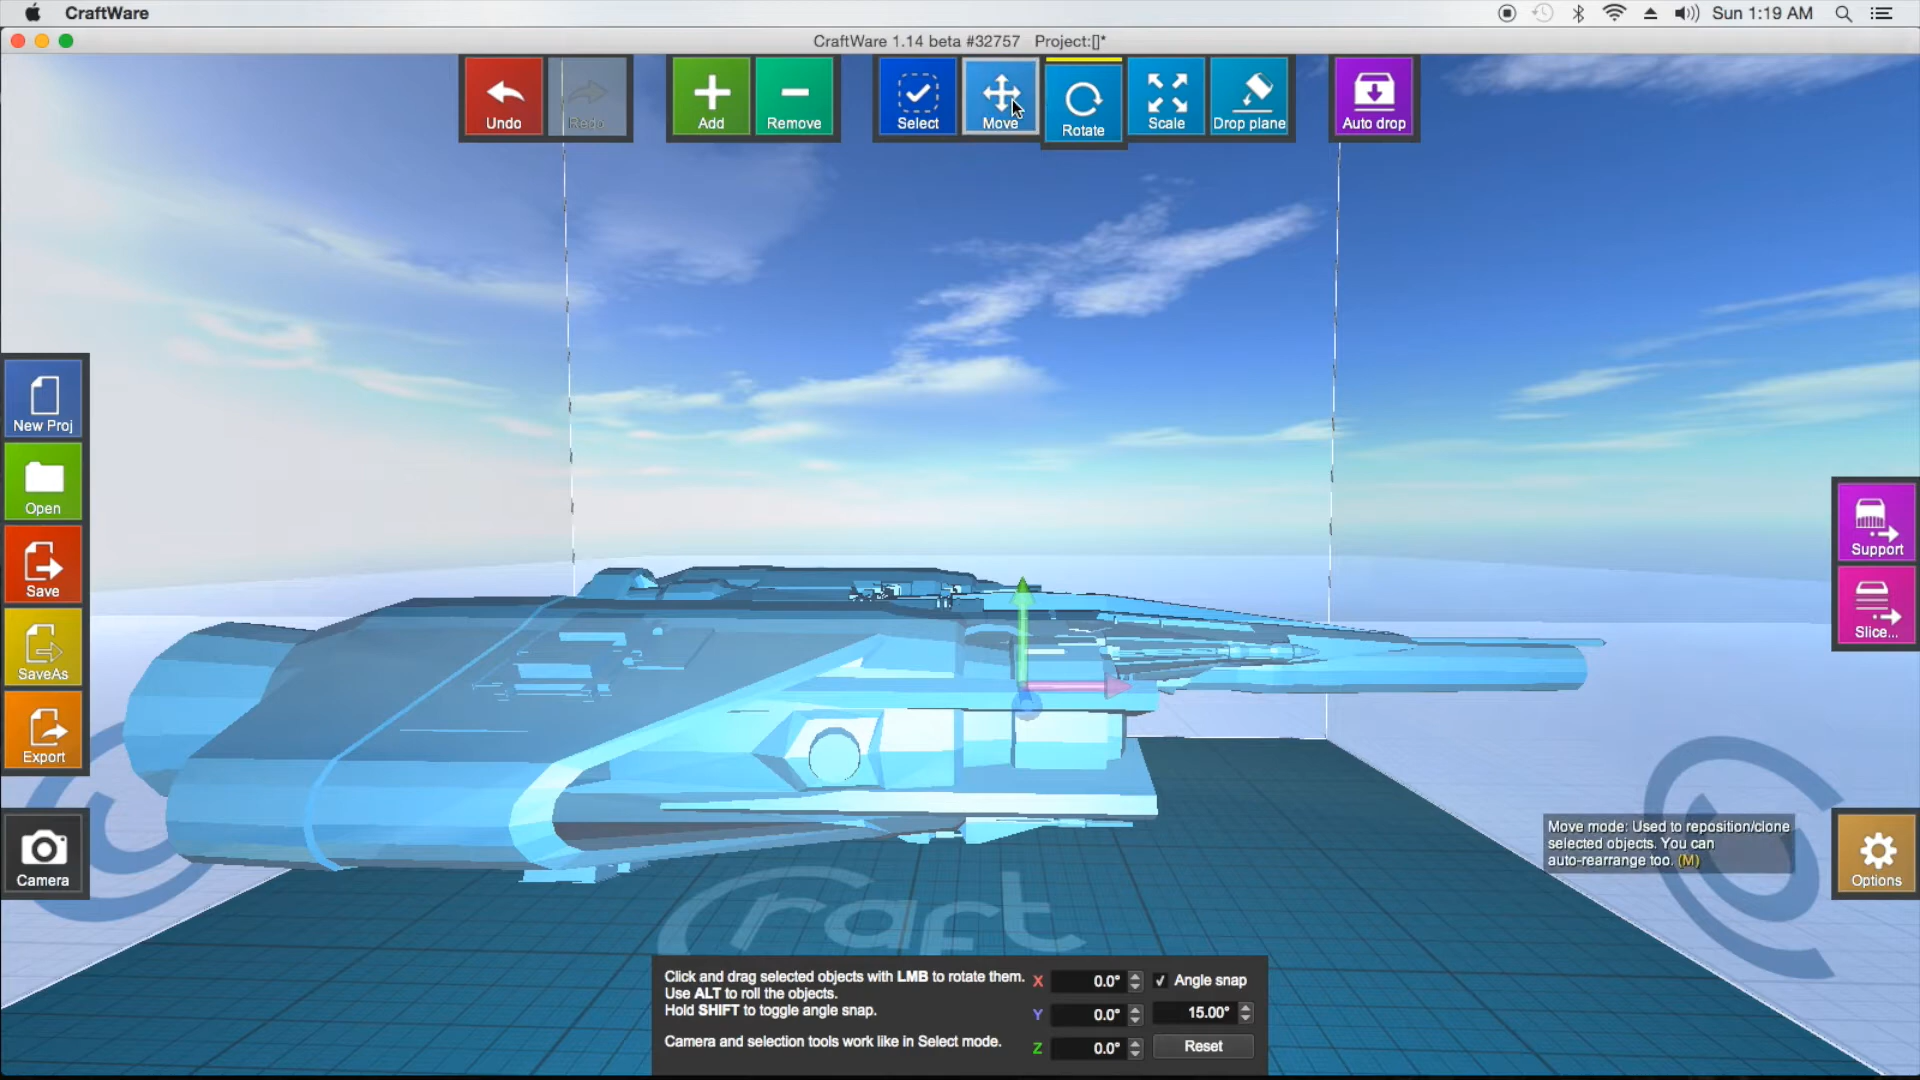 CraftWare
Sun 1:19 AM
CraftWare 1.14 beta #32757 Project:[]*
Undo
Redo
Add
Remove
Select
Move
Rotate
Scale
Drop plane
Auto drop
New Proj
Open
Save
SaveAs
Export
Camera
Support
Slice...
Move mode: Used to reposition/clone
selected objects. You can
auto-rearrange too. (M)
Options
Craft
Click and drag selected objects with LMB to rotate them.
Use ALT to roll the objects.
Hold SHIFT to toggle angle snap.
Camera and selection tools work like in Select mode.
X 0.0°
Y 0.0°
Z 0.0°
Angle snap
15.00°
Reset